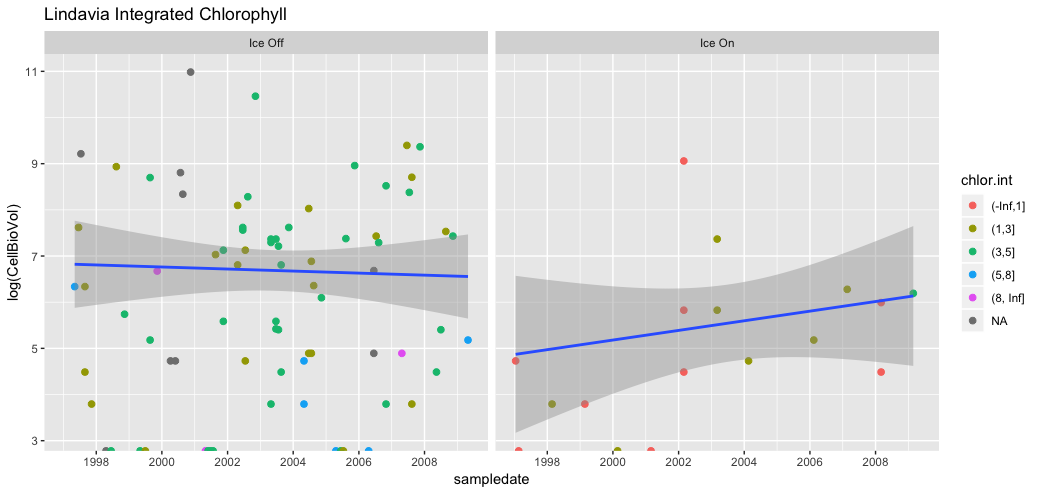 Lindavia Integrated Chlorophyll
Ice Off
Ice On
log(CellBioVol)
11
9
7
5
3
1998
2000
2002
2004
2006
2008
1998
2000
2002
2004
2006
2008
sampledate
chlor.int
(-Inf,1]
(1,3]
(3,5]
(5,8]
(8, Inf]
NA